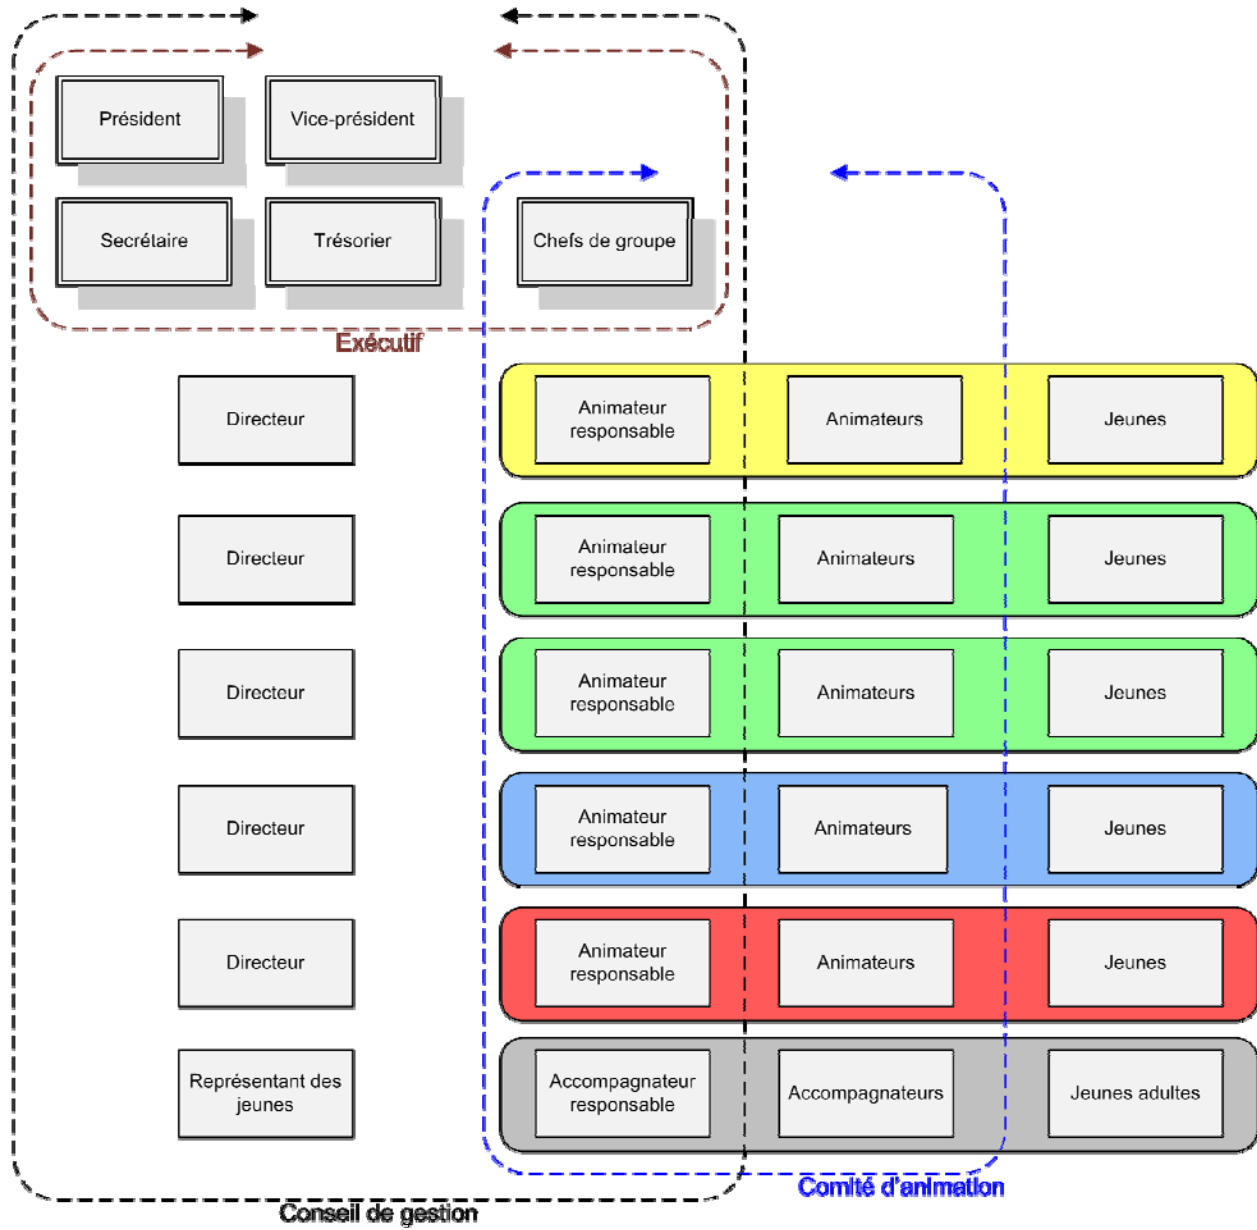 Président
Vice-président
Secrétaire
Trésorier
Chefs de groupe
Exécutif
Directeur
Animateur
responsable
Animateurs
Jeunes
Directeur
Animateur
responsable
Animateurs
Jeunes
Directeur
Animateur
responsable
Animateurs
Jeunes
Directeur
Animateur
responsable
Animateurs
Jeunes
Directeur
Animateur
responsable
Animateurs
Jeunes
Représentant des
jeunes
Accompagnateur
responsable
Accompagnateurs
Jeunes adultes
Comité d'animation
Conseil de gestion